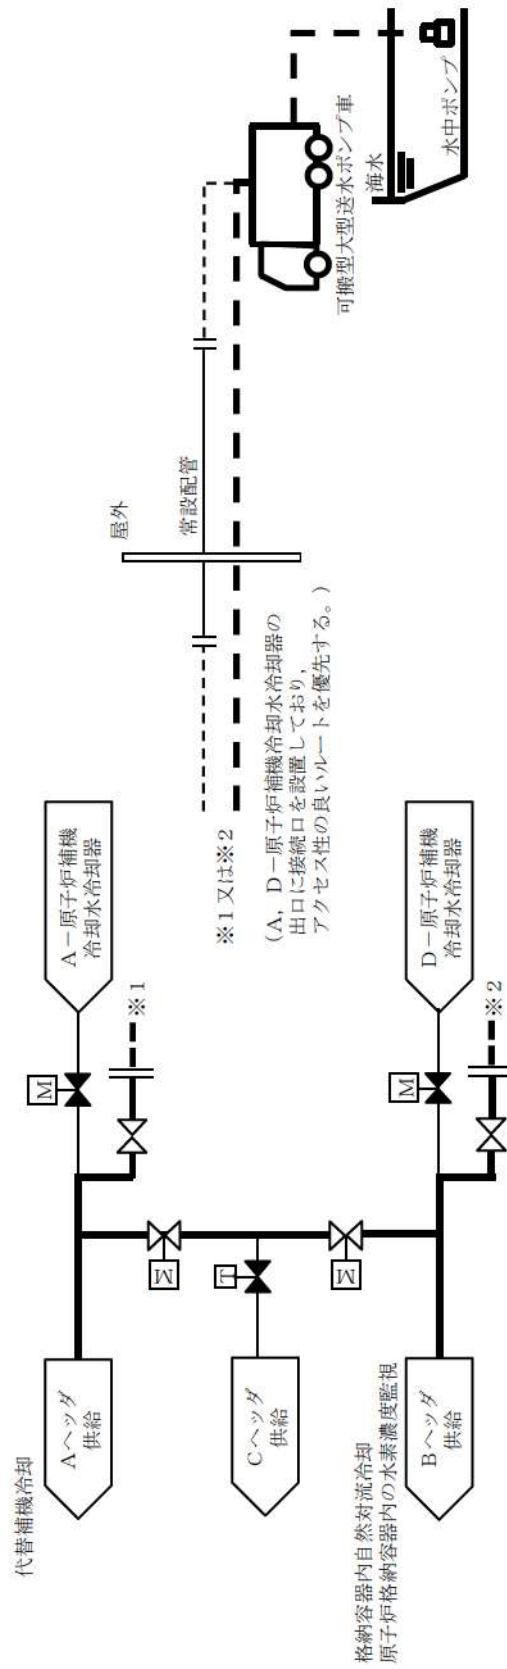 代替補機冷却
Aヘッダ
供給
M
A－原子炉補機
冷却水冷却器
※1
M
Cヘッダ
供給
T
M
格納容器内自然対流冷却
原子炉格納容器内の水素濃度監視
Bヘッダ
供給
M
D－原子炉補機
冷却水冷却器
※2
※1又は※2
(A，D－原子炉補機冷却水冷却器の
出口に接続口を設置しており，
アクセス性の良いルートを優先する。)
屋外
常設配管
可搬型大型送水ポンプ車
海水
水中ポンプ